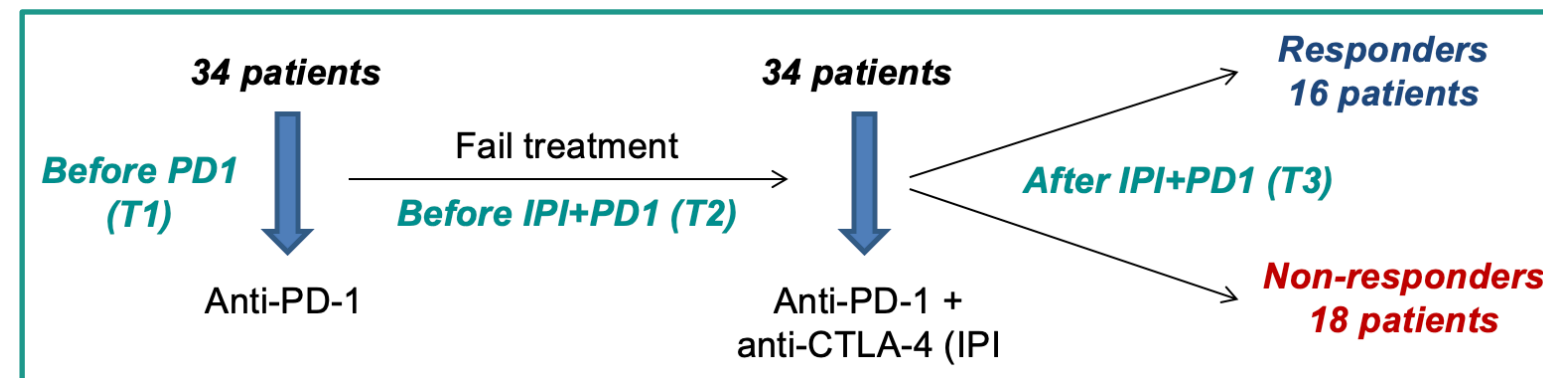 34 patients
34 patients
Responders
16 patients
Before PD1
(T1)
Fail treatment
Before IPI+PD1 (T2)
After IPI+PD1 (T3)
Anti-PD-1
Anti-PD-1 +
anti-CTLA-4 (IPI
Non-responders
18 patients